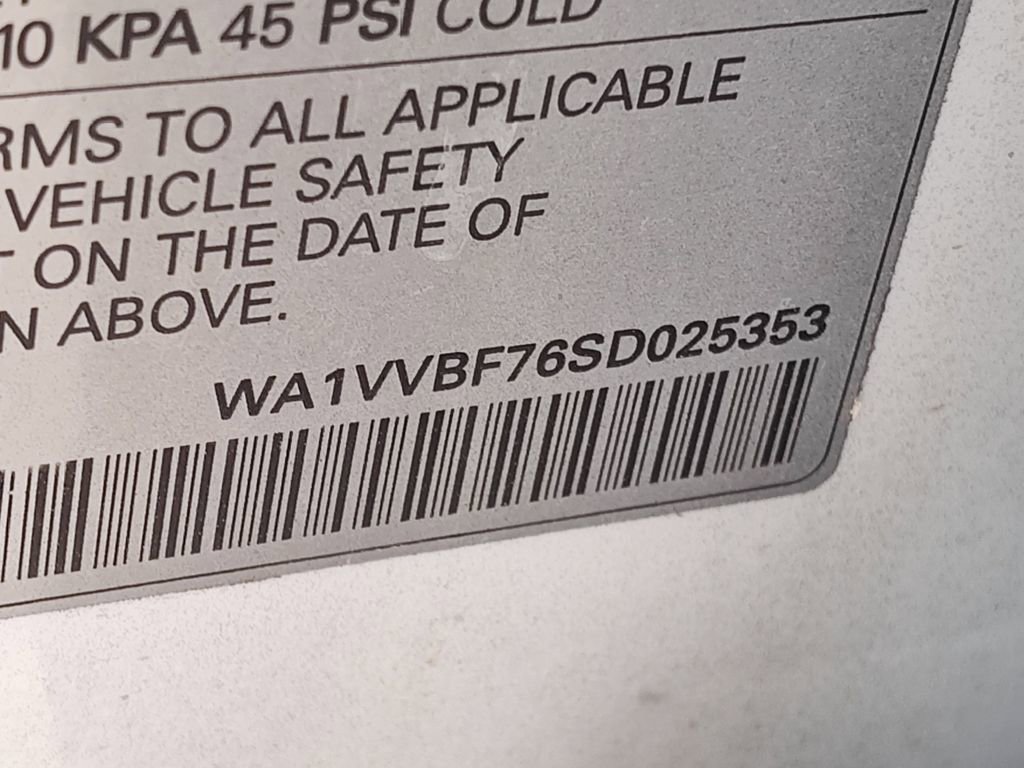 10 KPA 45 PSI COLD
RMS TO ALL APPLICABLE
VEHICLE SAFETY
ON THE DATE OF
N ABOVE.
WA1VVBF76SD025353